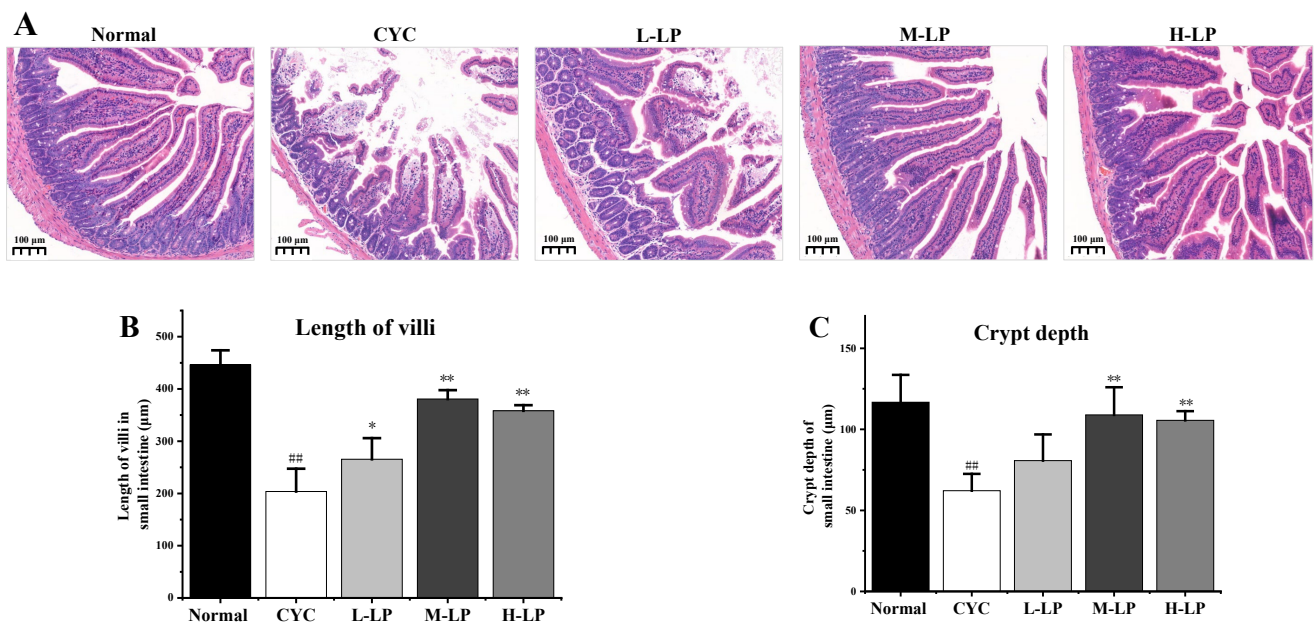 A
Normal
CYC
L-LP
M-LP
H-LP
100 μm
100 μm
100 μm
100 μm
100 μm
B
Length of villi
Length of villi in
small intestine (μm)
500
400
300
200
100
0
##
*
**
**
Normal
CYC
L-LP
M-LP
H-LP
C
Crypt depth
Crypt depth of
small intestine (μm)
150
100
50
0
##
**
**
Normal
CYC
L-LP
M-LP
H-LP